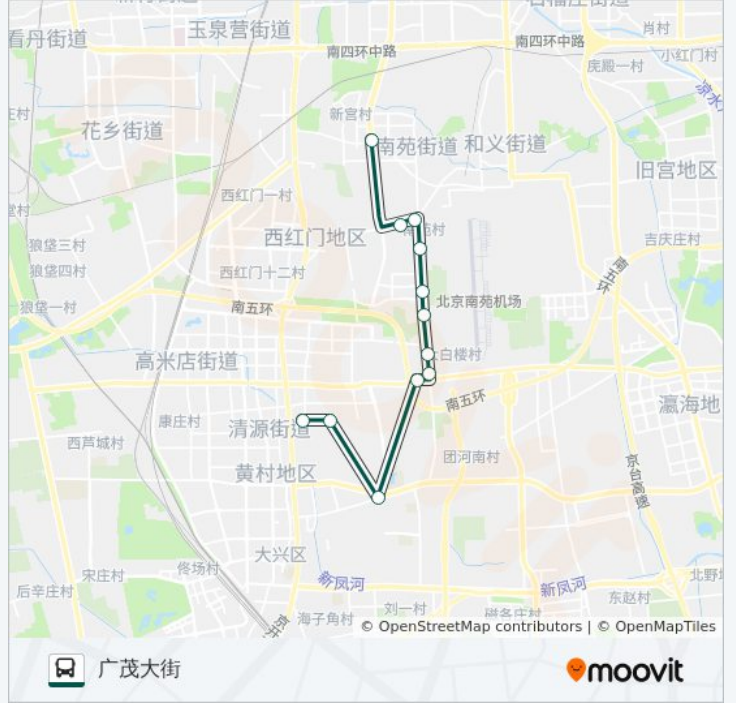 看丹街道
玉泉营街道
南四环中路
南四环中路
肖村
小红门村
庑殿一村
新宫村
花乡街道
南苑街道
和义街道
旧宫地区
西红门一村
西红门地区
吉庆庄村
狼垡三村
狼垡四村
西红门十二村
狼垡一村
南五环
南五环
北京南苑机场
高米店街道
白楼村
南五环
瀛海地
康庄村
清源街道
西芦城村
团河南村
黄村地区
京台高速
大兴区
宋庄村
佟场村
新凤河
新凤河
后辛庄村
刘一村
东赵村
海子角村
© OpenStreetMap contributors | © OpenMapTiles
广茂大街
moovit